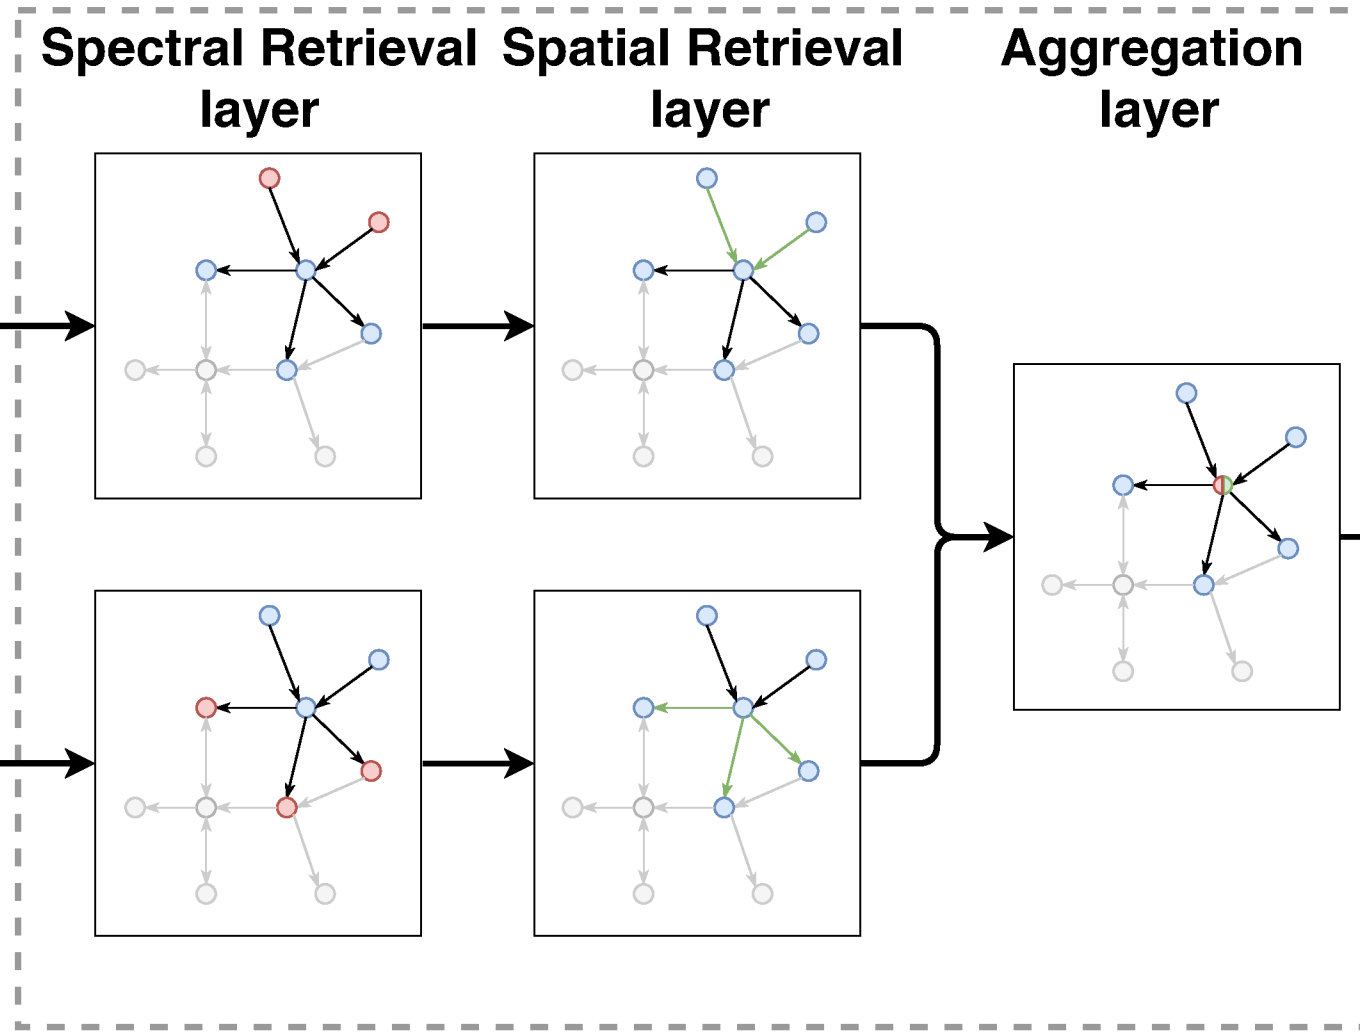 Spectral Retrieval
layer
Spatial Retrieval
layer
Aggregation
layer